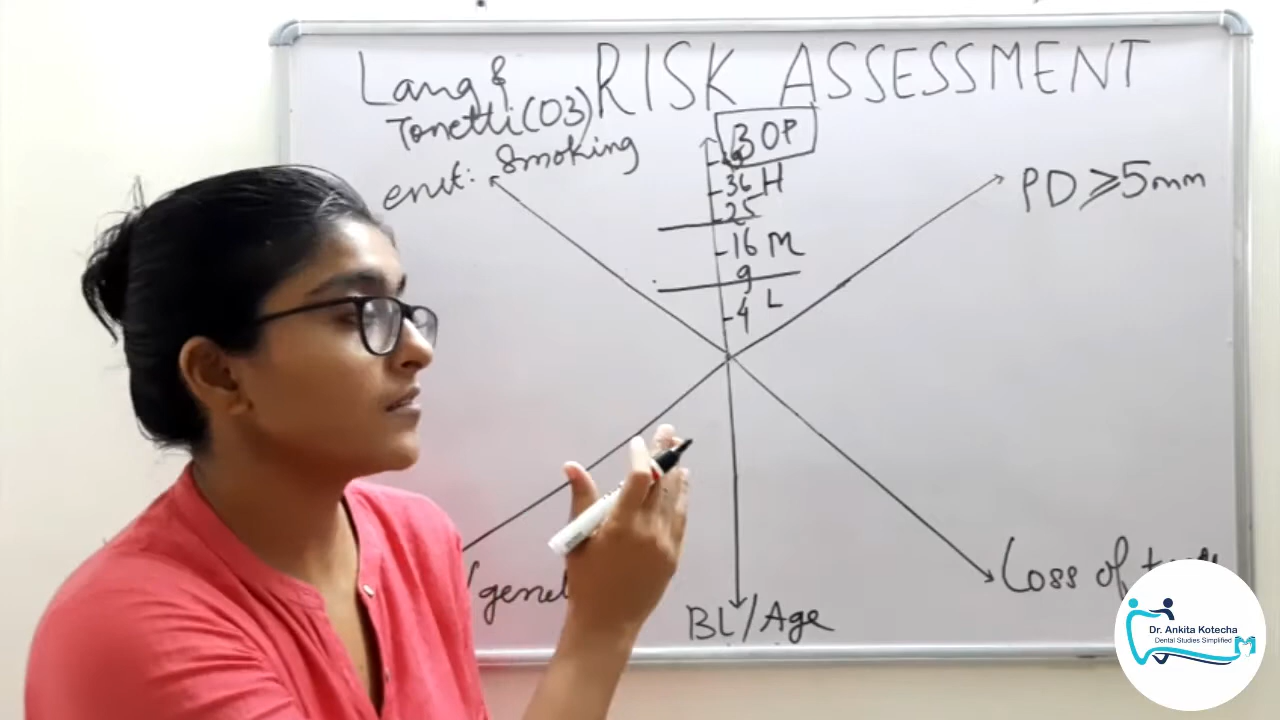 Lang & RISK ASSESSMENT
Tonetti (03)
envt: Smoking
BOP
36 H
25
16 M
9
4 L
PD ≥ 5mm
Loss of
/genet
BL/Age
Dr. Ankita Kotecha
Dental Studies Simplified